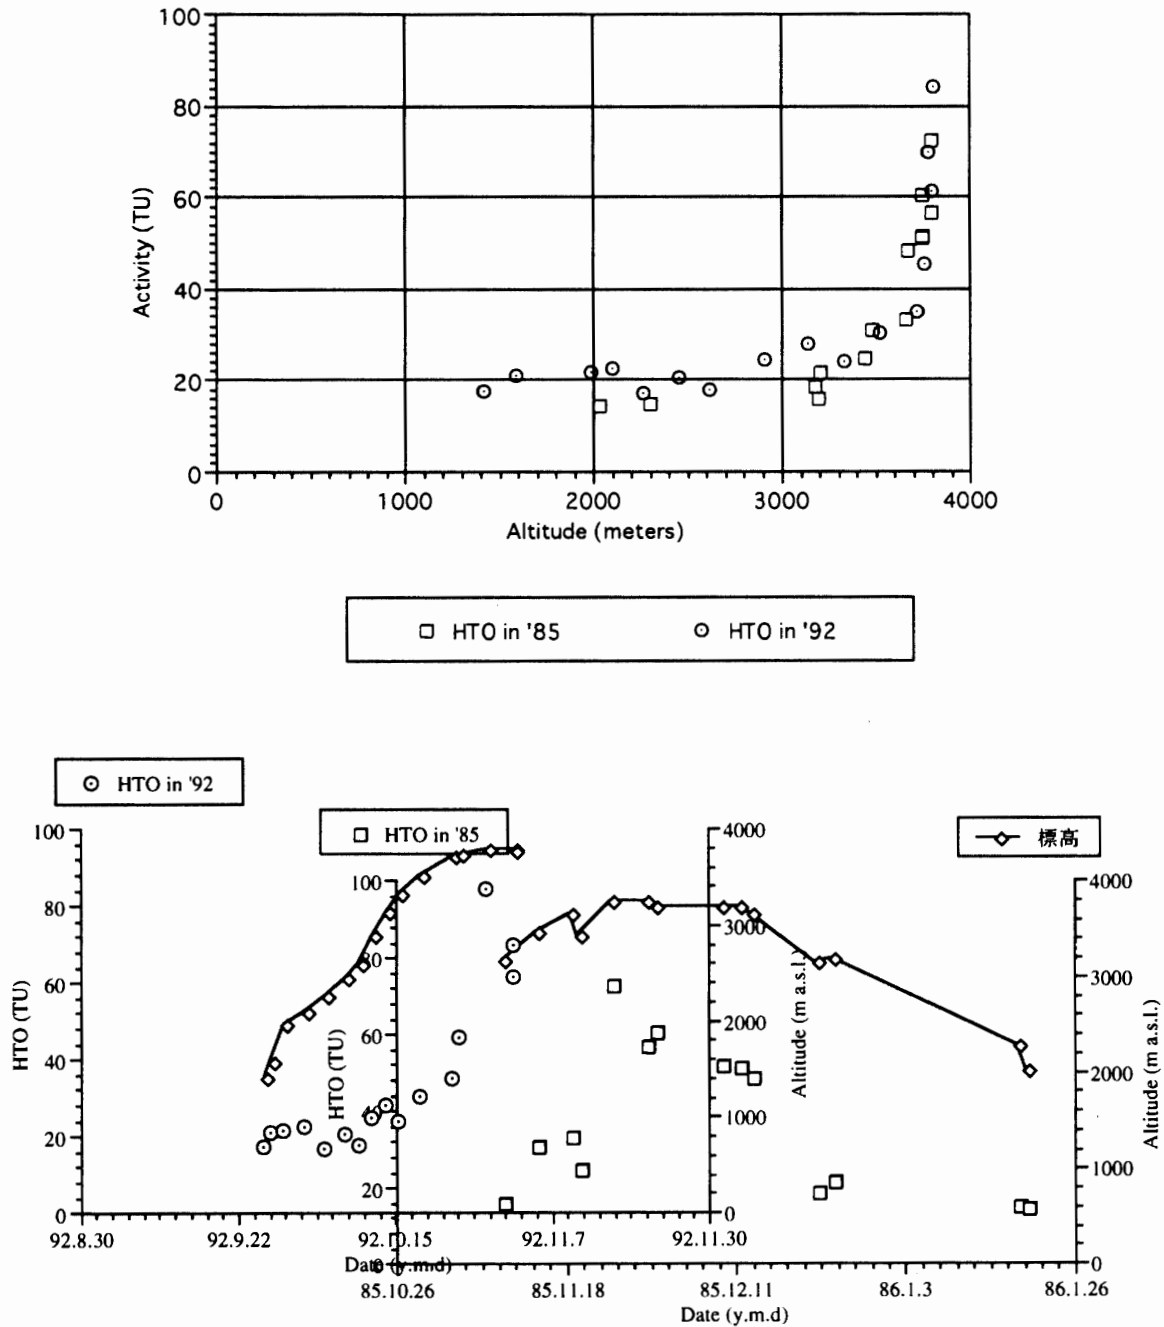 100
80
60
40
20
0
Activity (TU)
0 1000 2000 3000 4000
Altitude (meters)
HTO in '85 HTO in '92
HTO in '92
HTO in '85
標高
100
80
60
40
20
0
HTO (TU)
100
80
60
20
0
HTO (TU)
4000
3000
2000
1000
0
Altitude (m a.s.l.)
4000
3000
2000
1000
0
Altitude (m a.s.l.)
92.8.30 92.9.22 92.10.15 92.11.7 92.11.30
Date (y.m.d)
85.10.26 85.11.18 85.12.11 86.1.3 86.1.26
Date (y.m.d)